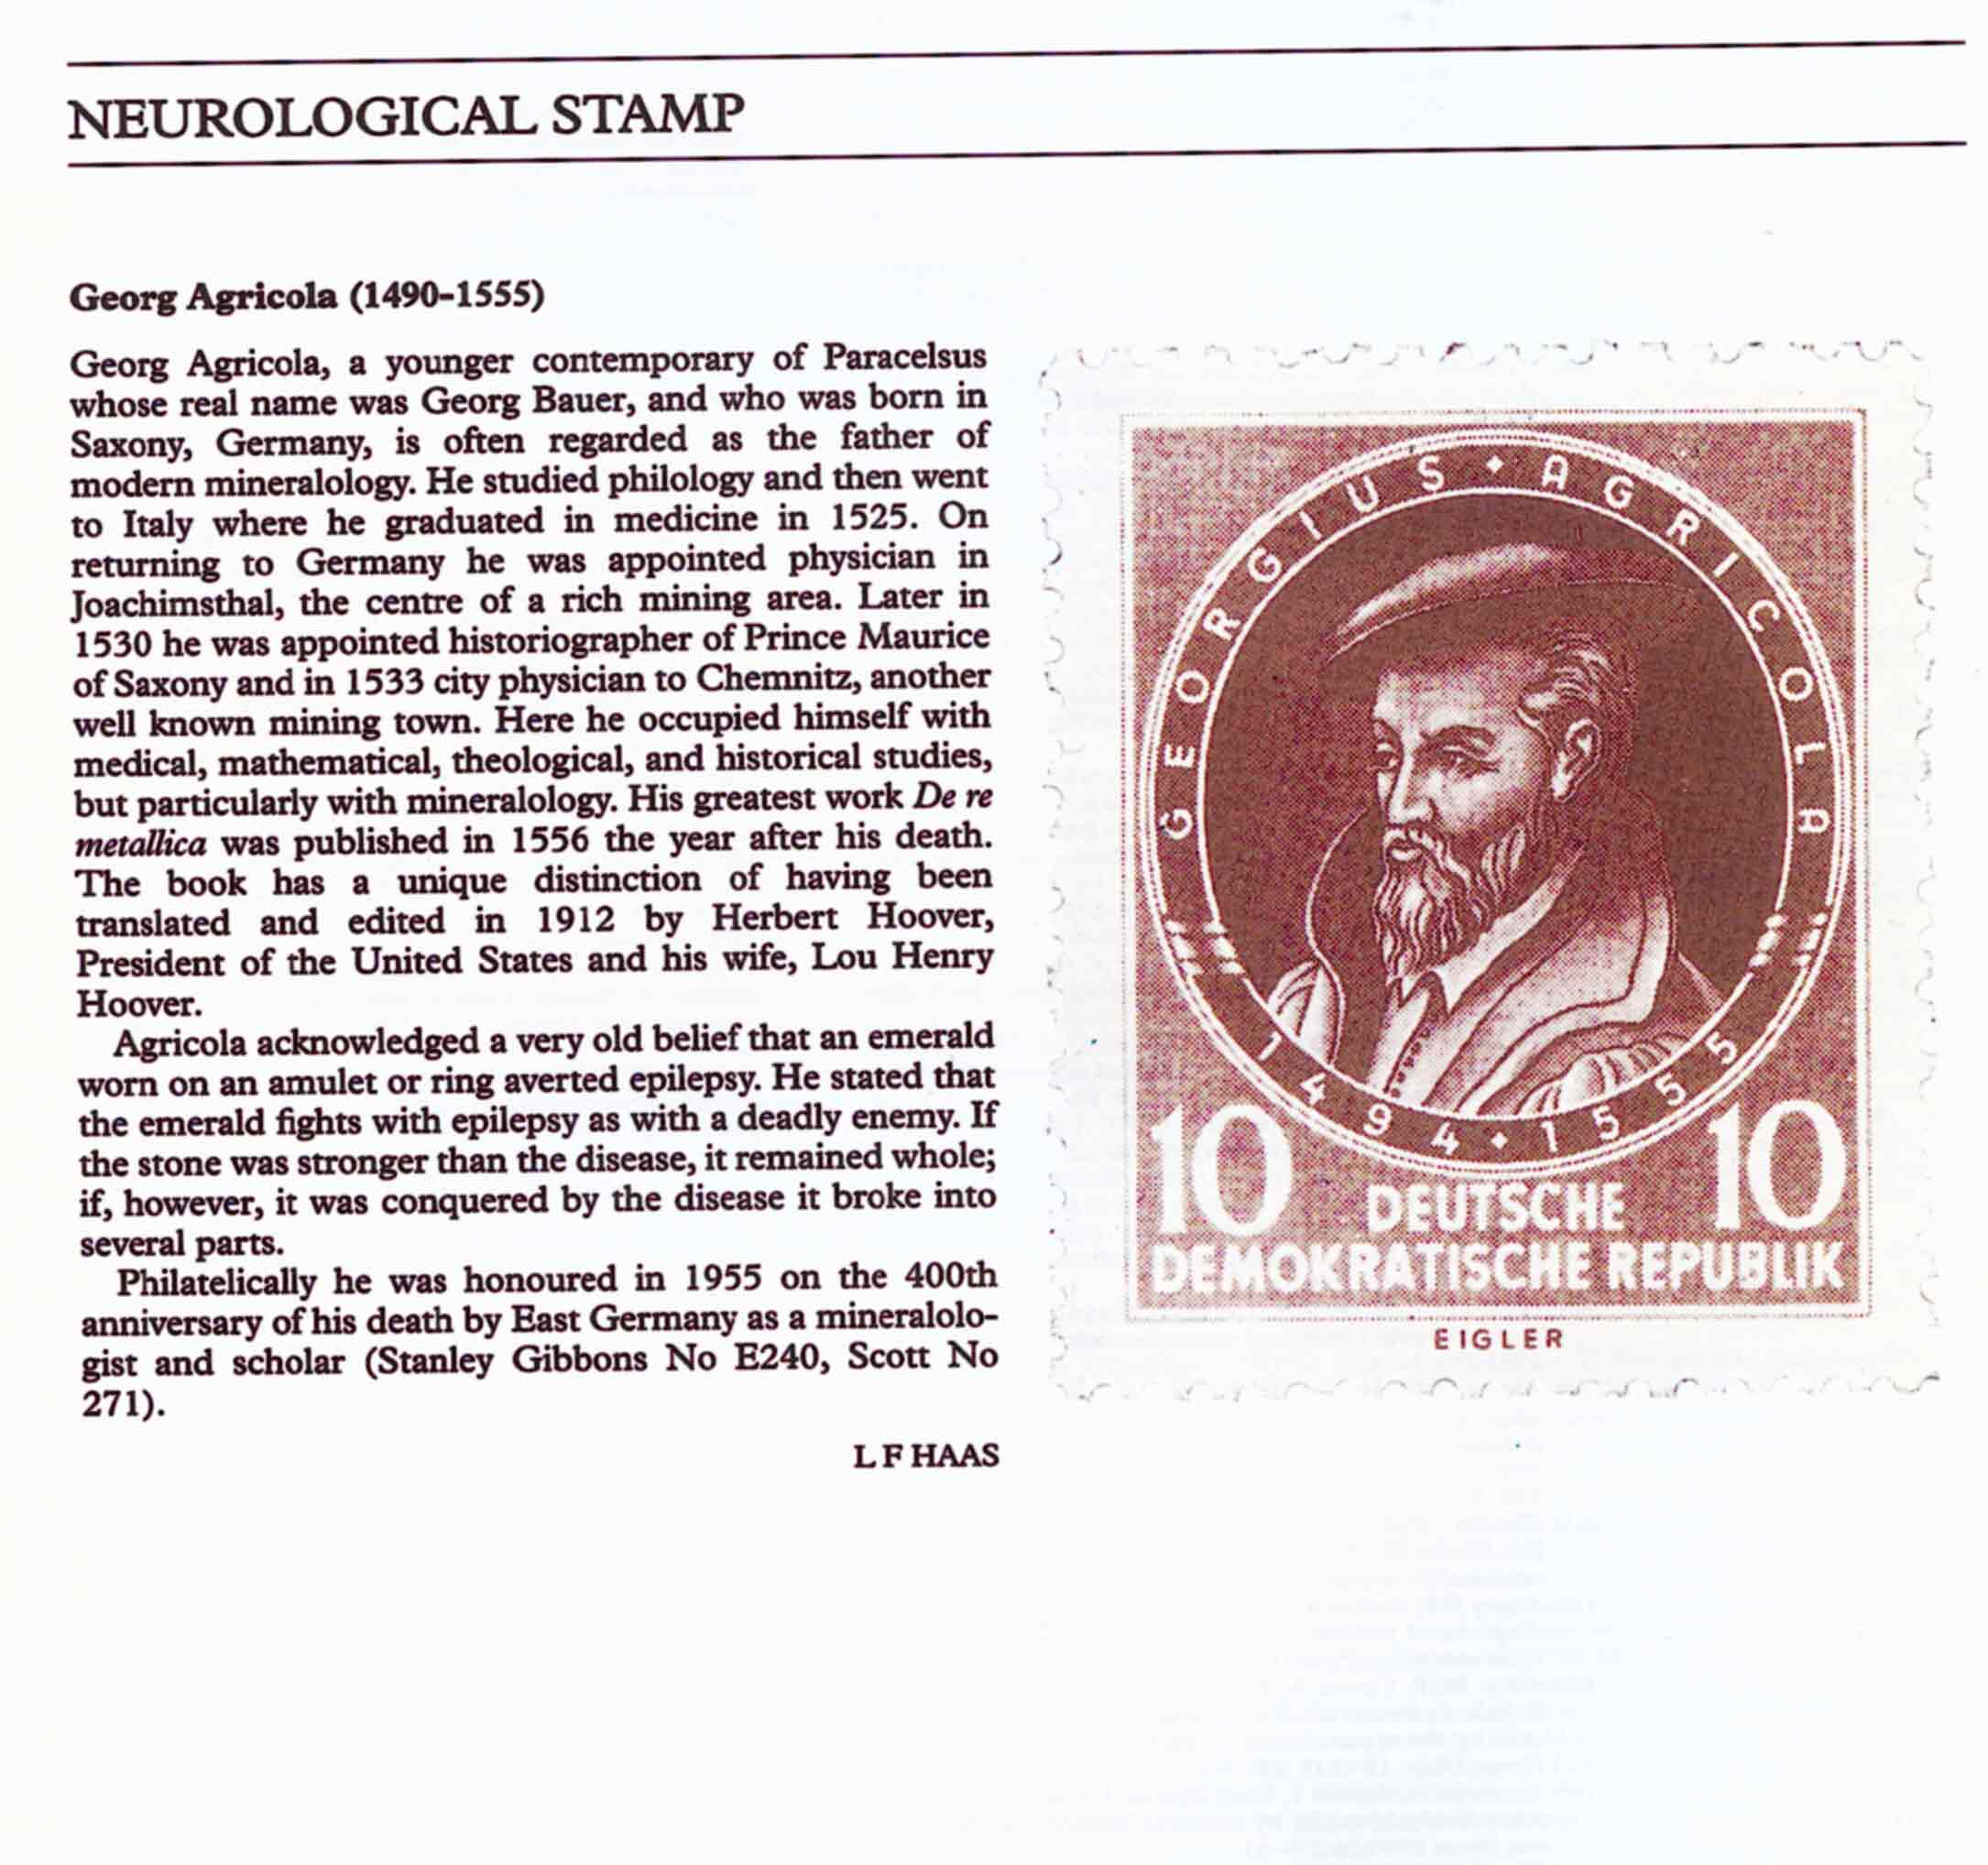 NEUROLOGICAL STAMP
Georg Agricola (1490-1555)
Georg Agricola, a younger contemporary of Paracelsus
whose real name was Georg Bauer, and who was born in
Saxony, Germany, is often regarded as the father of
modern mineralology. He studied philology and then went
to Italy where he graduated in medicine in 1525. On
returning to Germany he was appointed physician in
Joachimsthal, the centre of a rich mining area. Later in
1530 he was appointed historiographer of Prince Maurice
of Saxony and in 1533 city physician to Chemnitz, another
well known mining town. Here he occupied himself with
medical, mathematical, theological, and historical studies,
but particularly with mineralology. His greatest work De re
metallica was published in 1556 the year after his death.
The book has a unique distinction of having been
translated and edited in 1912 by Herbert Hoover,
President of the United States and his wife, Lou Henry
Hoover.
Agricola acknowledged a very old belief that an emerald
worn on an amulet or ring averted epilepsy. He stated that
the emerald fights with epilepsy as with a deadly enemy. If
the stone was stronger than the disease, it remained whole;
if, however, it was conquered by the disease it broke into
several parts.
Philatelically he was honoured in 1955 on the 400th
anniversary of his death by East Germany as a mineralolo-
gist and scholar (Stanley Gibbons No E240, Scott No
271).
L F HAAS
GEORGIUS • AGRICOLA
1494 • 1555
10 10
DEUTSCHE
DEMOKRATISCHE REPUBLIK
EIGLER